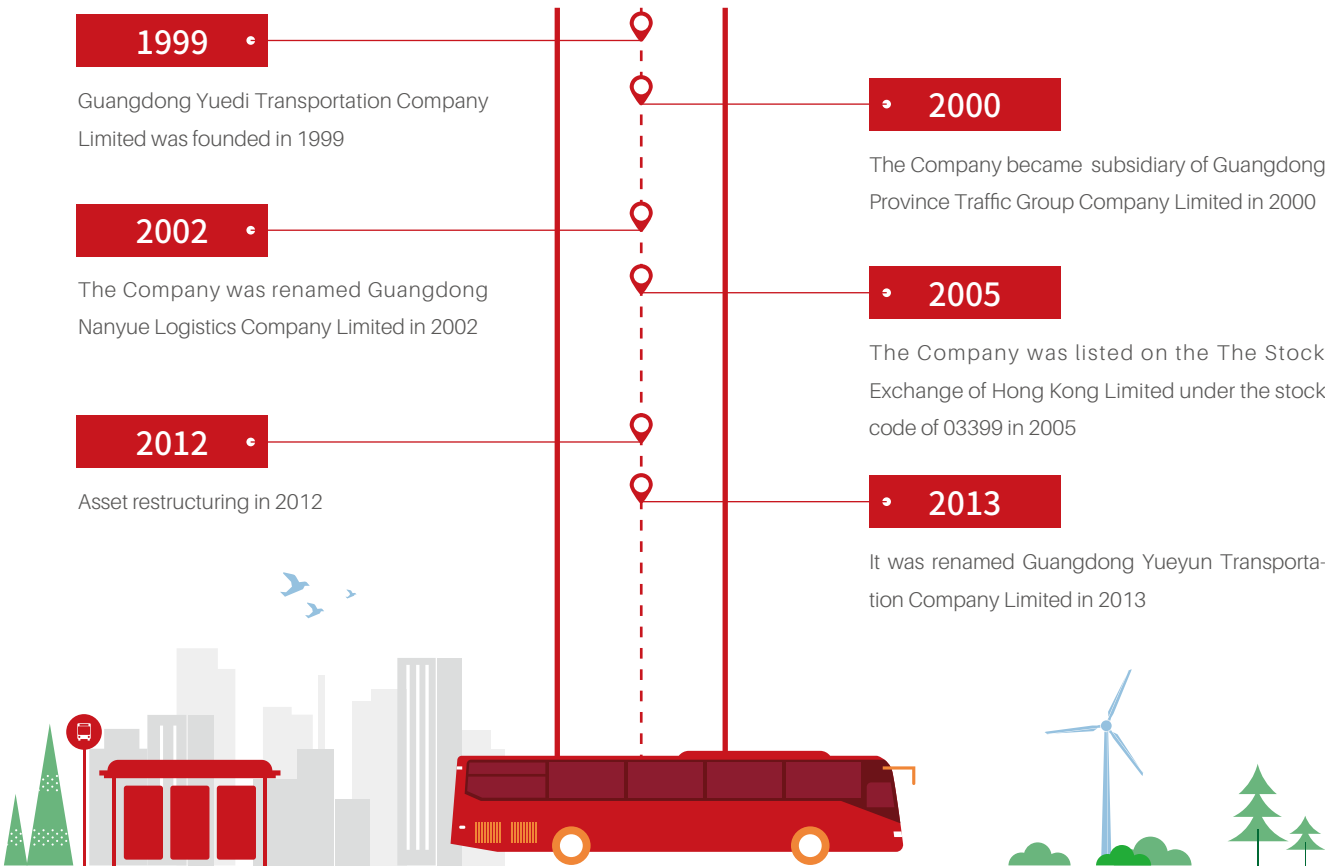 1999
Guangdong Yuedi Transportation Company
Limited was founded in 1999
2000
The Company became subsidiary of Guangdong
Province Traffic Group Company Limited in 2000
2002
The Company was renamed Guangdong
Nanyue Logistics Company Limited in 2002
2005
The Company was listed on the The Stock
Exchange of Hong Kong Limited under the stock
code of 03399 in 2005
2012
Asset restructuring in 2012
2013
It was renamed Guangdong Yueyun Transporta-
tion Company Limited in 2013